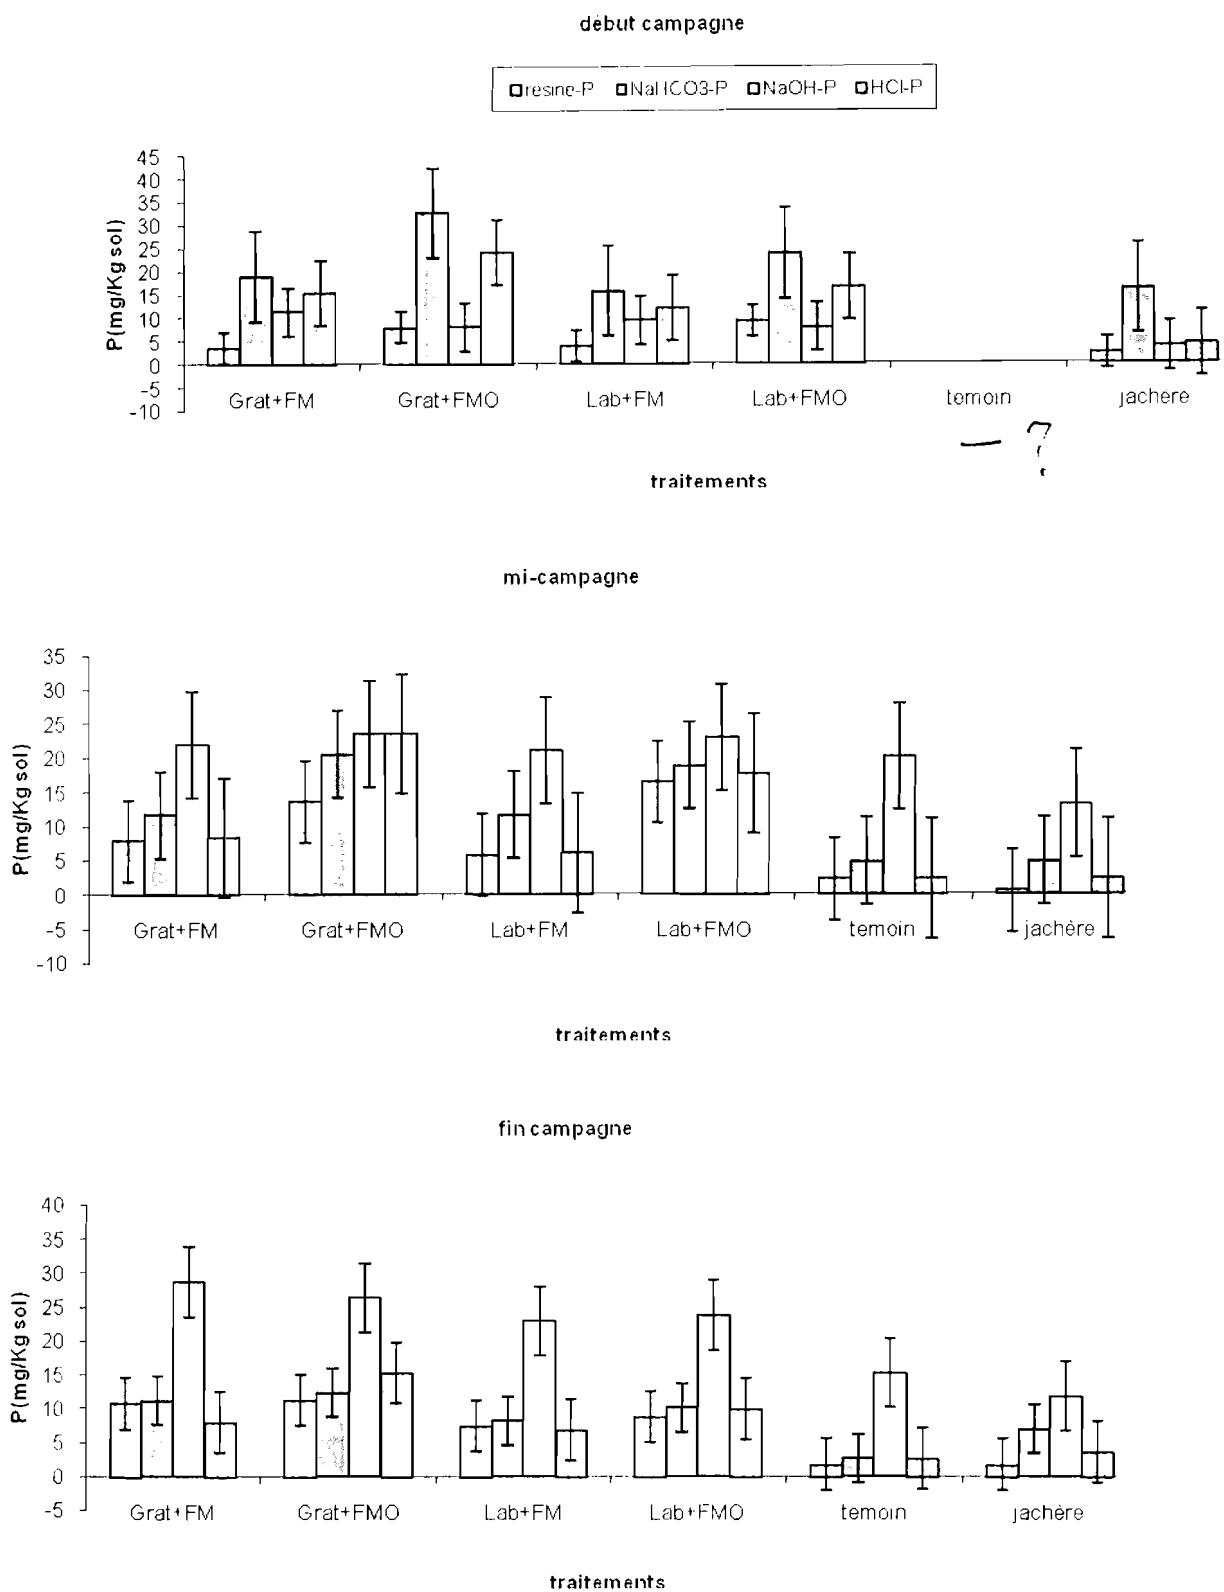 début campagne
resine-P NaHCO3-P NaOH-P HCl-P
P(mg/Kg sol)
45
40
35
30
25
20
15
10
5
0
-5
-10
Grat+FM Grat+FMO Lab+FM Lab+FMO temoin jachère
— ?
traitements
mi-campagne
P(mg/Kg sol)
35
30
25
20
15
10
5
0
-5
-10
Grat+FM Grat+FMO Lab+FM Lab+FMO temoin jachère
traitements
fin campagne
P(mg/Kg sol)
40
35
30
25
20
15
10
5
0
-5
Grat+FM Grat+FMO Lab+FM Lab+FMO temoin jachère
traitements